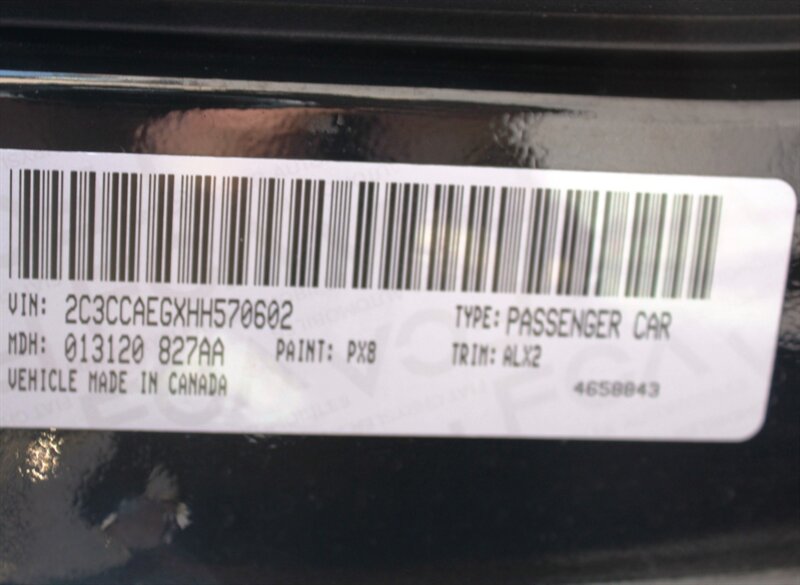 VIN: 2C3CCAEGXHH570602 TYPE: PASSENGER CAR
MDH: 013120 827AA PAINT: PX8 TRIM: ALX2
VEHICLE MADE IN CANADA 4658843